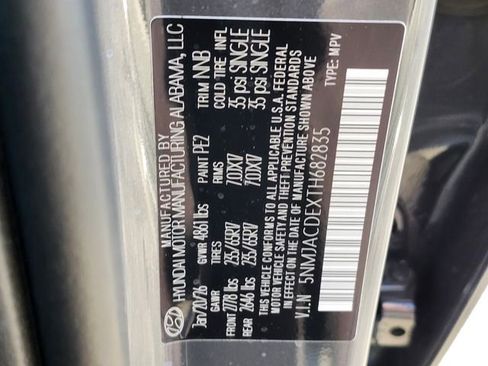 MANUFACTURED BY
HYUNDAI MOTOR MANUFACTURING ALABAMA, LLC
Jan/20/26 GVWR 4861 lbs PAINT PE2 TRIM NNB
GAWR TIRES RIMS COLD TIRE INFL
FRONT 2778 lbs 235/65R17 7.0JX17 35 psi SINGLE
REAR 2646 lbs 235/65R17 7.0JX17 35 psi SINGLE
THIS VEHICLE CONFORMS TO ALL APPLICABLE U.S.A. FEDERAL
MOTOR VEHICLE SAFETY AND THEFT PREVENTION STANDARDS
IN EFFECT ON THE DATE OF MANUFACTURE SHOWN ABOVE
V.I.N 5NMJACDEXTH682835 TYPE: MPV